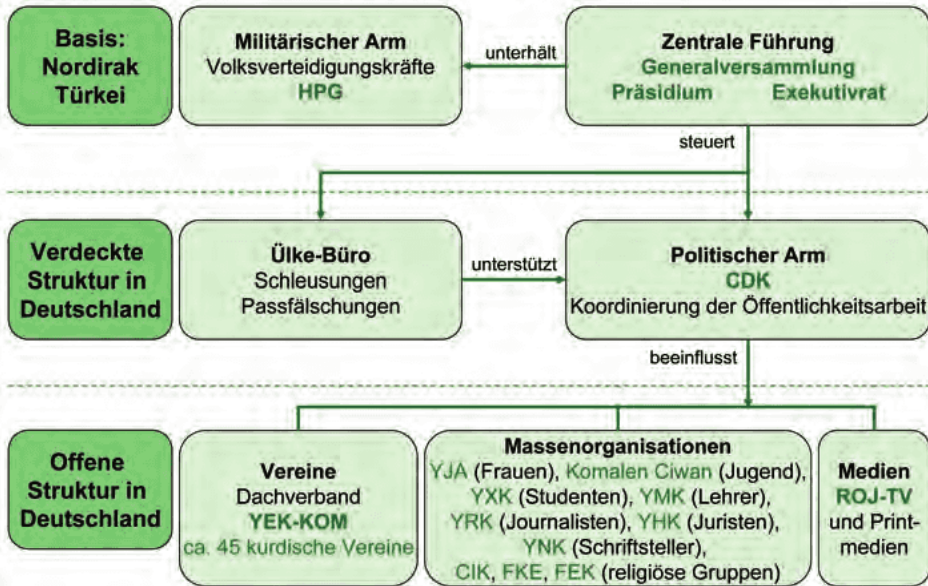 Basis:
Nordirak
Türkei
Militärischer Arm
Volksverteidigungskräfte
HPG
unterhält
Zentrale Führung
Generalversammlung
Präsidium Exekutivrat
steuert
Verdeckte
Struktur in
Deutschland
Ülke-Büro
Schleusungen
Passfälschungen
unterstützt
Politischer Arm
CDK
Koordinierung der Öffentlichkeitsarbeit
beeinflusst
Offene
Struktur in
Deutschland
Vereine
Dachverband
YEK-KOM
ca. 45 kurdische Vereine
Massenorganisationen
YJA (Frauen), Komalen Ciwan (Jugend),
YXK (Studenten), YMK (Lehrer),
YRK (Journalisten), YHK (Juristen),
YNK (Schriftsteller),
CIK, FKE, FEK (religiöse Gruppen)
Medien
ROJ-TV
und Print-
medien